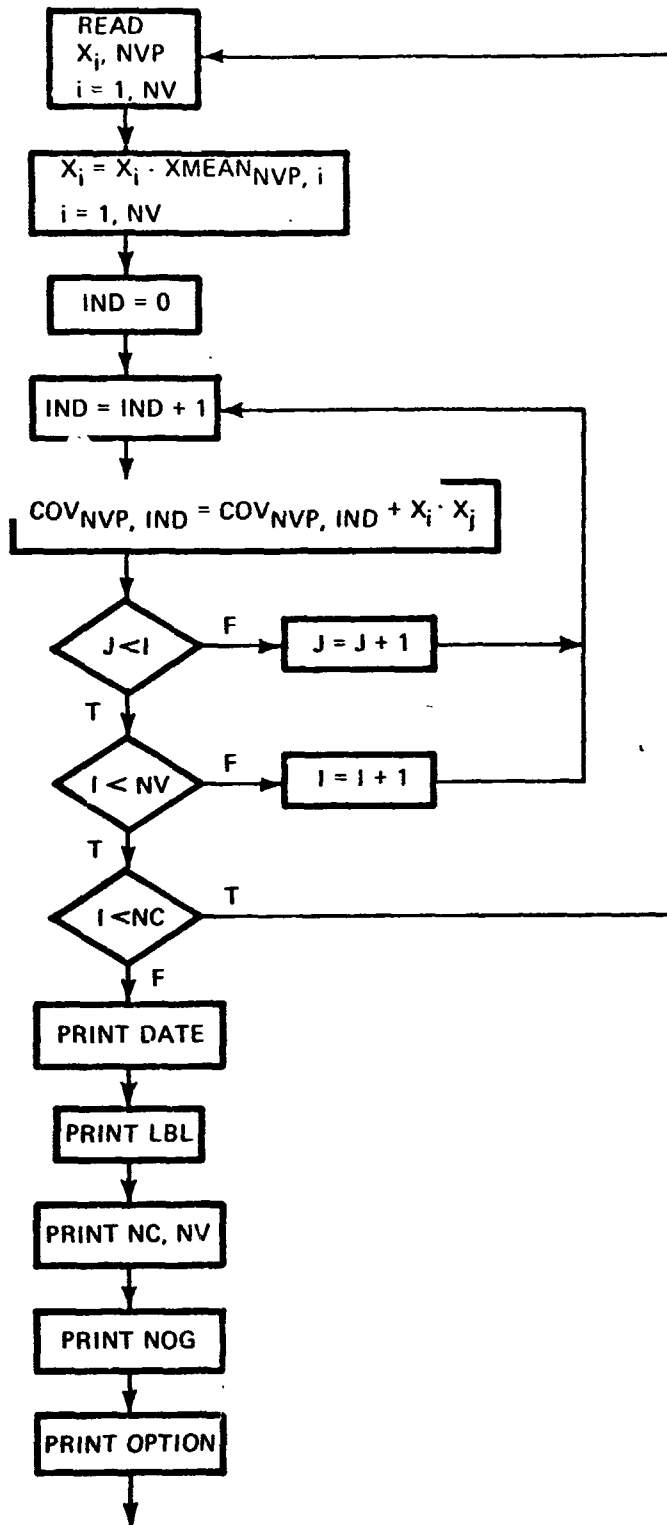 READ
Xi, NVP
i = 1, NV
Xi = Xi · XMEANNVP, i
i = 1, NV
IND = 0
IND = IND + 1
COVNVP, IND = COVNVP, IND + Xi · Xj
J<I
F
J = J + 1
T
I < NV
F
I = I + 1
T
I <NC
T
F
PRINT DATE
PRINT LBL
PRINT NC, NV
PRINT NOG
PRINT OPTION